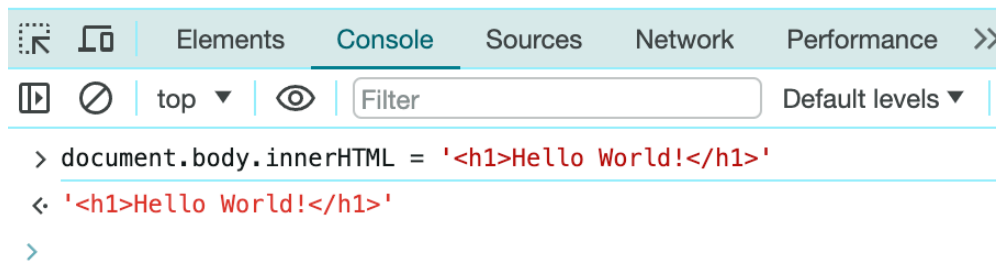 Elements Console Sources Network Performance
top Filter Default levels
document.body.innerHTML = '<h1>Hello World!</h1>'
'<h1>Hello World!</h1>'